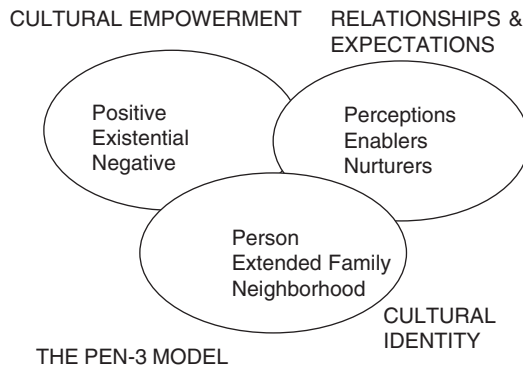 CULTURAL EMPOWERMENT
RELATIONSHIPS &
EXPECTATIONS
Positive
Existential
Negative
Perceptions
Enablers
Nurturers
Person
Extended Family
Neighborhood
CULTURAL
IDENTITY
THE PEN-3 MODEL